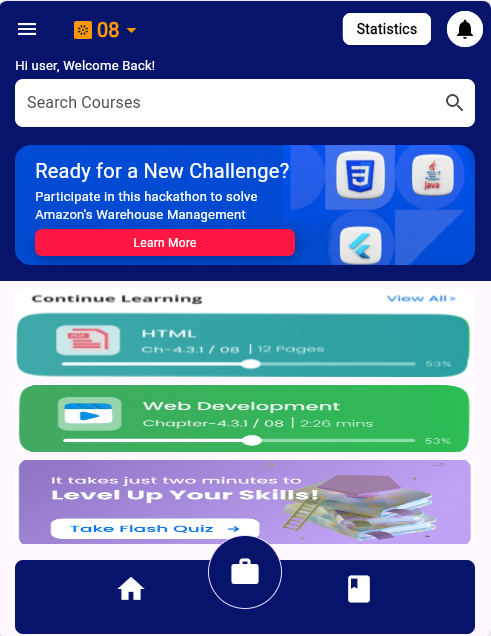 08
Statistics
Hi user, Welcome Back!
Search Courses
Ready for a New Challenge?
Participate in this hackathon to solve
Amazon's Warehouse Management
Learn More
Java
Continue Learning
View All >
PDF
HTML
Ch-4.3.1 / 08 | 12 Pages
53%
Web Development
Chapter-4.3.1 / 08 | 2:26 mins
53%
It takes just two minutes to
Level Up Your Skills!
Take Flash Quiz →